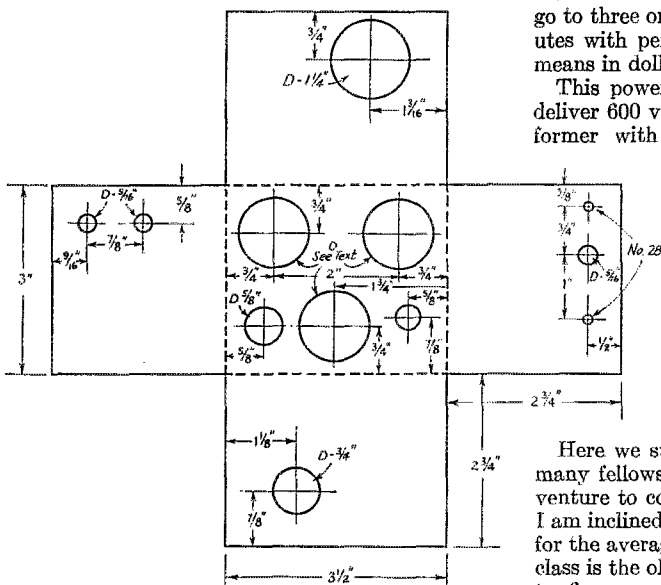 go to three or
utes with pe
means in doll
This power
deliver 600 v
former with
3/4"
D-1 1/4"
1 3/16"
D-5/16"
5/8"
9/16"
7/8"
3"
3/4"
D
See Text
3/4"
2"
3/4"
1 3/4"
5/8"
D 5/8"
5/8"
3/4"
7/8"
3/8"
3/4"
No. 28
D-5/16"
1"
1/2"
2 3/4"
2 3/4"
1 1/8"
D-3/4"
7/8"
3 1/2"
Here we s
many fellows
venture to co
I am inclined
for the averag
class is the ol